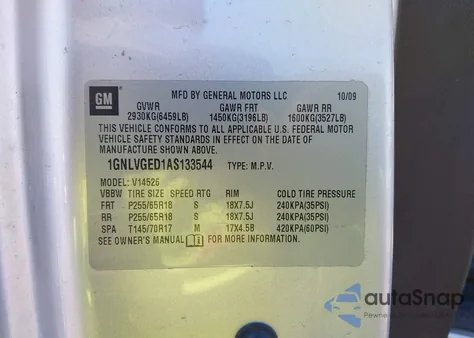 GM
MFD BY GENERAL MOTORS LLC 10/09
GVWR GAWR FRT GAWR RR
2930KG(6459LB) 1450KG(3196LB) 1600KG(3527LB)
THIS VEHICLE CONFORMS TO ALL APPLICABLE U.S. FEDERAL MOTOR
VEHICLE SAFETY STANDARDS IN EFFECT ON THE DATE OF
MANUFACTURE SHOWN ABOVE.
1GNLVGED1AS133544 TYPE: M.P.V.
MODEL: V14526
VBBW TIRE SIZE SPEED RTG RIM COLD TIRE PRESSURE
FRT P255/65R18 S 18X7.5J 240KPA(35PSI)
RR P255/65R18 S 18X7.5J 240KPA(35PSI)
SPA T145/70R17 M 17X4.5B 420KPA(60PSI)
SEE OWNER'S MANUAL FOR MORE INFORMATION.
autoSnap